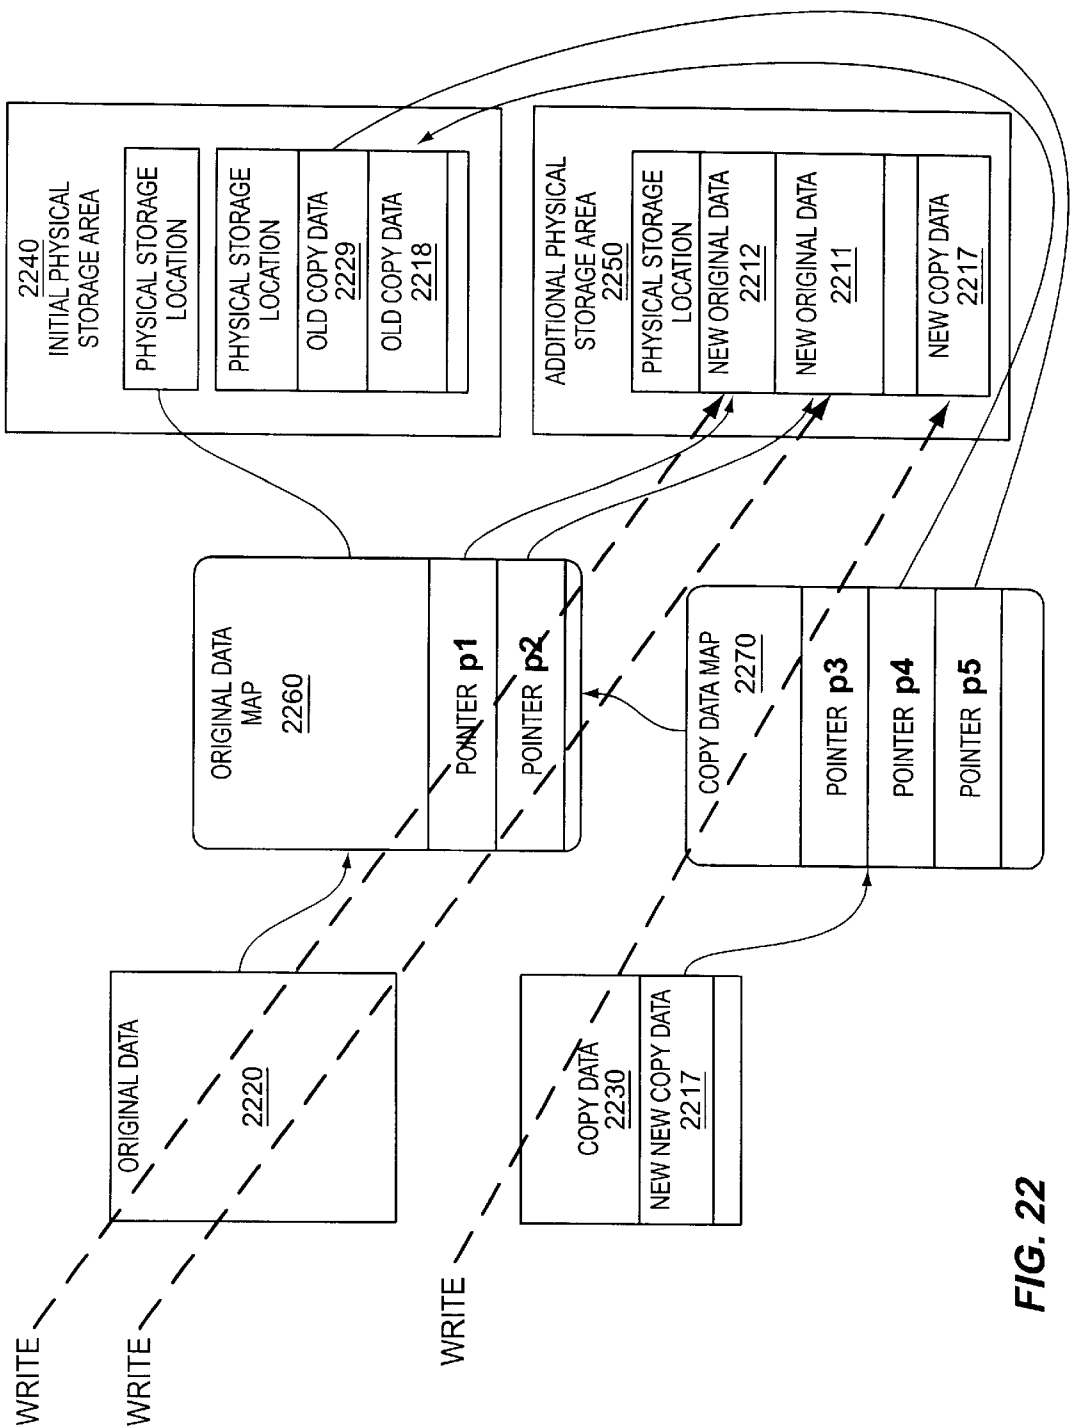 WRITE
WRITE
WRITE
ORIGINAL DATA
2220
COPY DATA
2230
NEW NEW COPY DATA
2217
ORIGINAL DATA
MAP
2260
POINTER p1
POINTER p2
COPY DATA MAP
2270
POINTER p3
POINTER p4
POINTER p5
2240
INITIAL PHYSICAL
STORAGE AREA
PHYSICAL STORAGE
LOCATION
PHYSICAL STORAGE
LOCATION
OLD COPY DATA
2229
OLD COPY DATA
2218
ADDITIONAL PHYSICAL
STORAGE AREA
2250
PHYSICAL STORAGE
LOCATION
NEW ORIGINAL DATA
2212
NEW ORIGINAL DATA
2211
NEW COPY DATA
2217
FIG. 22